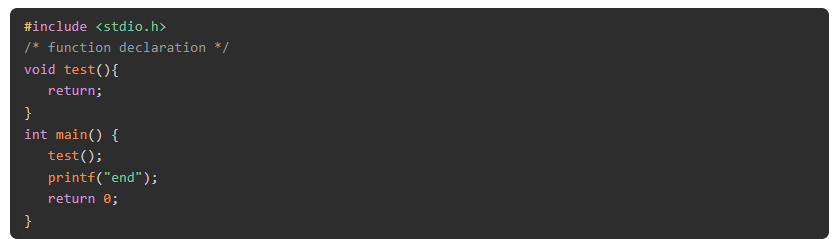 #include <stdio.h>
/* function declaration */
void test(){
   return;
}
int main() {
   test();
   printf("end");
   return 0;
}